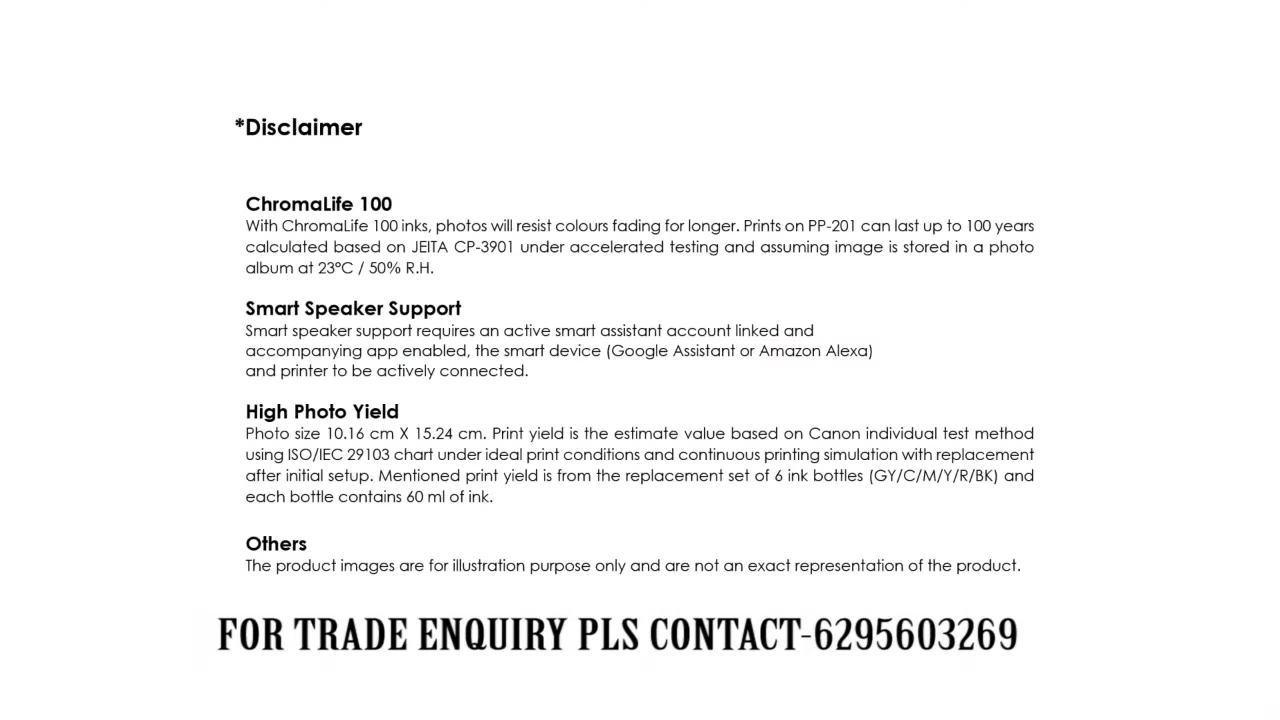 *Disclaimer
ChromaLife 100
With ChromaLife 100 inks, photos will resist colours fading for longer. Prints on PP-201 can last up to 100 years
calculated based on JEITA CP-3901 under accelerated testing and assuming image is stored in a photo
album at 23°C / 50% R.H.
Smart Speaker Support
Smart speaker support requires an active smart assistant account linked and
accompanying app enabled, the smart device (Google Assistant or Amazon Alexa)
and printer to be actively connected.
High Photo Yield
Photo size 10.16 cm X 15.24 cm. Print yield is the estimate value based on Canon individual test method
using ISO/IEC 29103 chart under ideal print conditions and continuous printing simulation with replacement
after initial setup. Mentioned print yield is from the replacement set of 6 ink bottles (GY/C/M/Y/R/BK) and
each bottle contains 60 ml of ink.
Others
The product images are for illustration purpose only and are not an exact representation of the product.
FOR TRADE ENQUIRY PLS CONTACT-6295603269